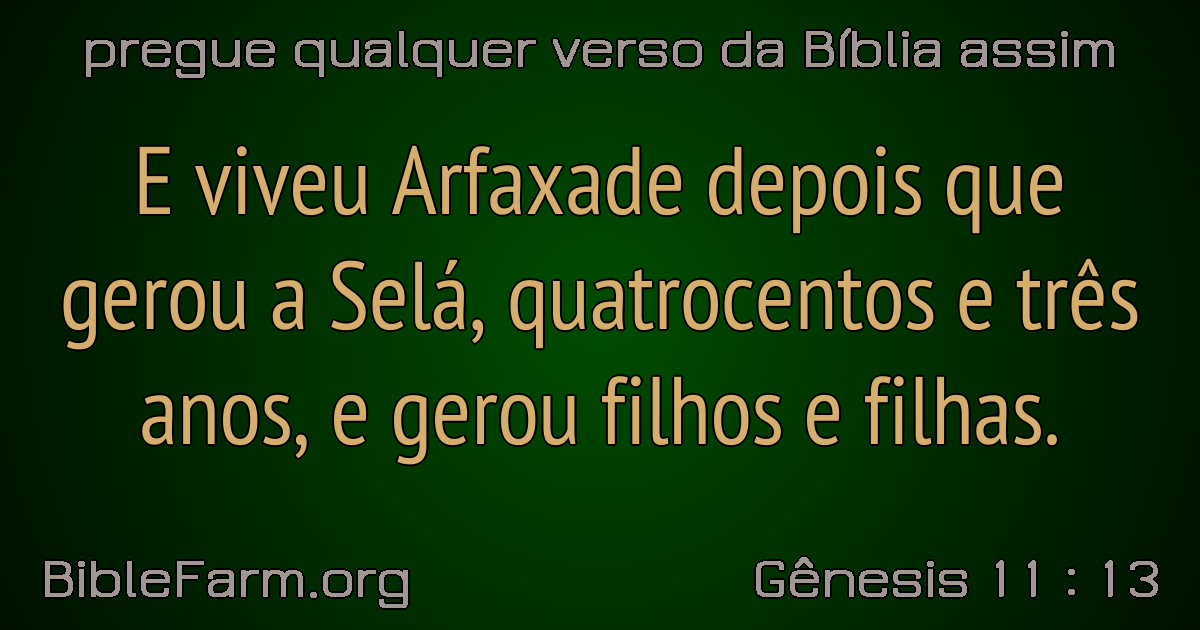 pregue qualquer verso da Bíblia assim
E viveu Arfaxade depois que
gerou a Selá, quatrocentos e três
anos, e gerou filhos e filhas.
BibleFarm.org
Gênesis 11 : 13